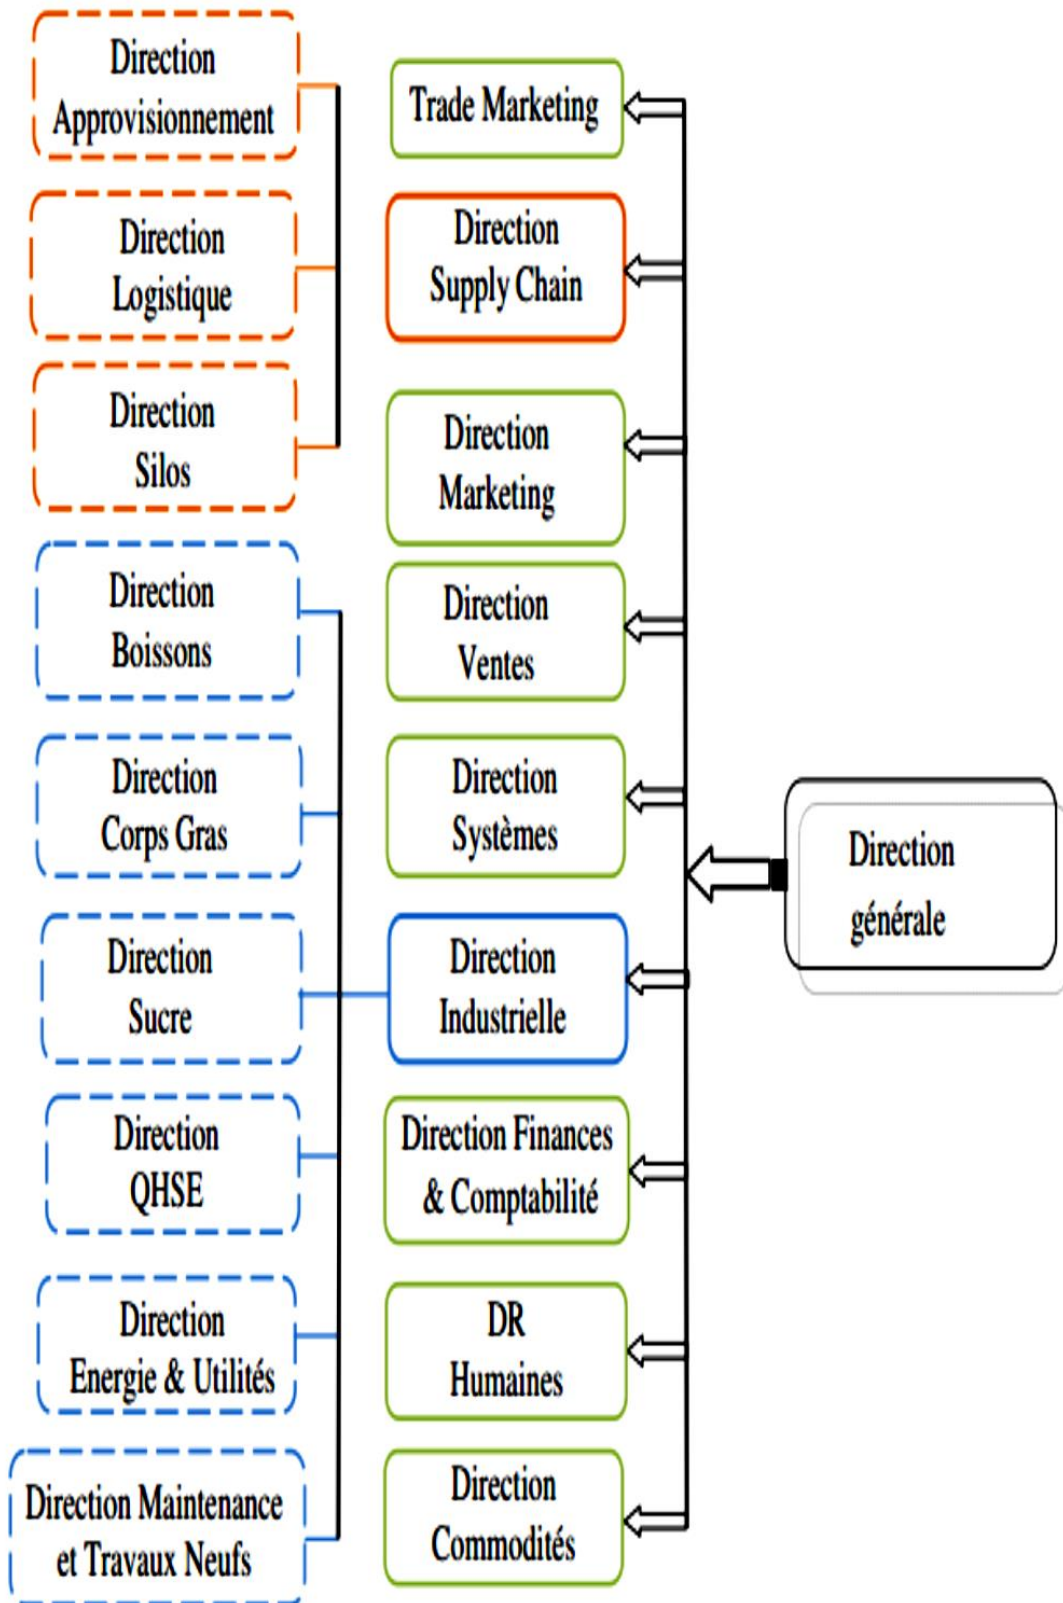 Direction
Approvisionnement
Direction
Logistique
Direction
Silos
Direction
Boissons
Direction
Corps Gras
Direction
Sucre
Direction
QHSE
Direction
Energie & Utilités
Direction Maintenance
et Travaux Neufs
Trade Marketing
Direction
Supply Chain
Direction
Marketing
Direction
Ventes
Direction
Systèmes
Direction
Industrielle
Direction Finances
& Comptabilité
DR
Humaines
Direction
Commodités
Direction
générale